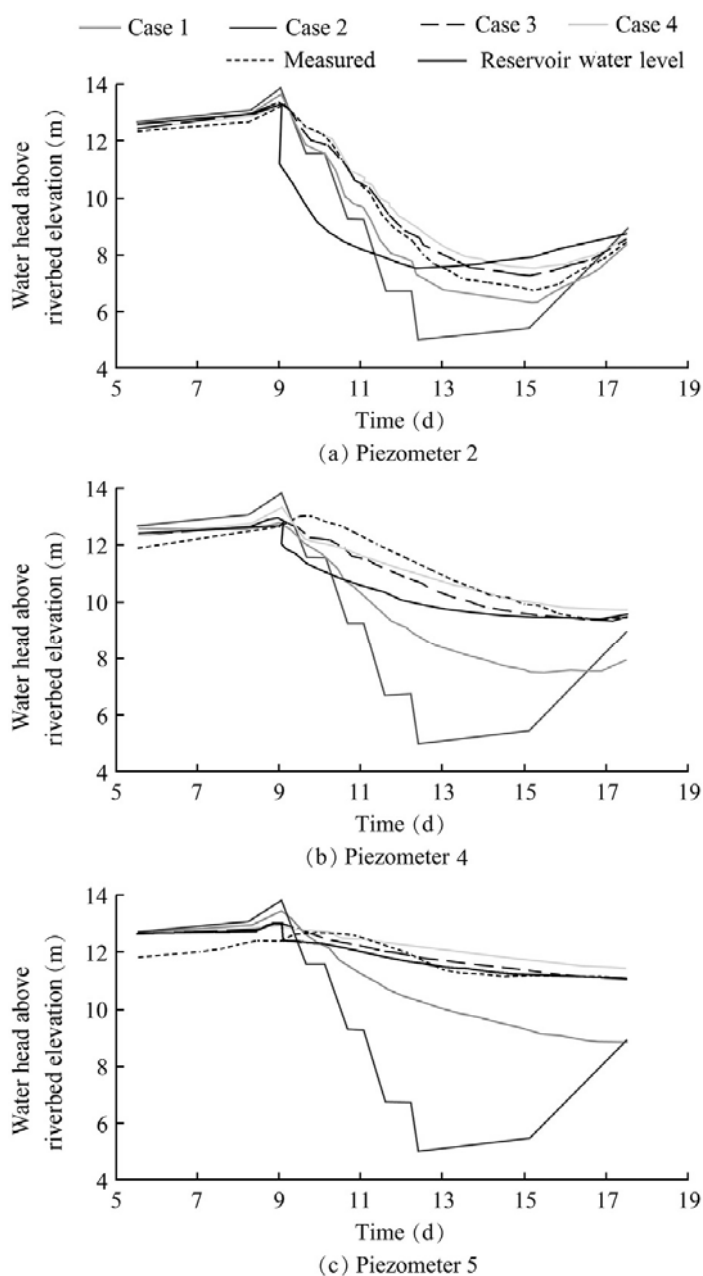 Case 1 Case 2 Case 3 Case 4
Measured Reservoir water level
Water head above
riverbed elevation (m)
14
12
10
8
6
4
5 7 9 11 13 15 17 19
Time (d)
(a) Piezometer 2
Water head above
riverbed elevation (m)
14
12
10
8
6
4
5 7 9 11 13 15 17 19
Time (d)
(b) Piezometer 4
Water head above
riverbed elevation (m)
14
12
10
8
6
4
5 7 9 11 13 15 17 19
Time (d)
(c) Piezometer 5